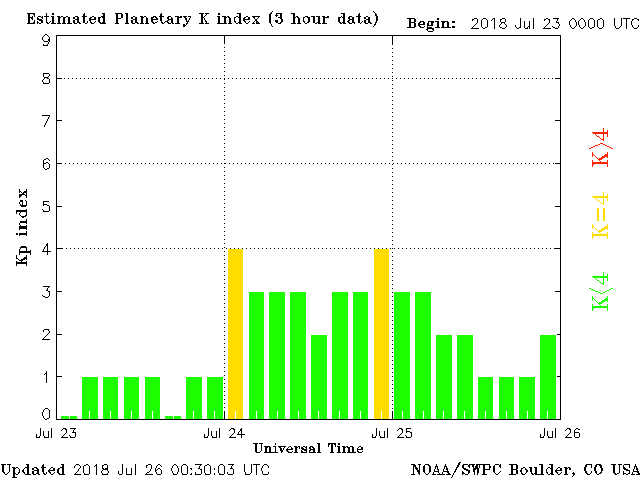 Estimated Planetary K index (3 hour data)
Begin: 2018 Jul 23 0000 UTC
9
8
7
6
5
4
3
2
1
0
Kp index
K>4
K=4
K<4
Jul 23
Jul 24
Jul 25
Jul 26
Universal Time
Updated 2018 Jul 26 00:30:03 UTC
NOAA/SWPC Boulder, CO USA